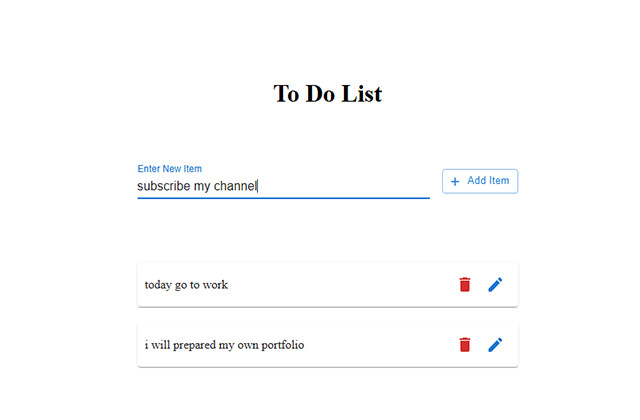 To Do List
Enter New Item
subscribe my channel
+ Add Item
today go to work
i will prepared my own portfolio